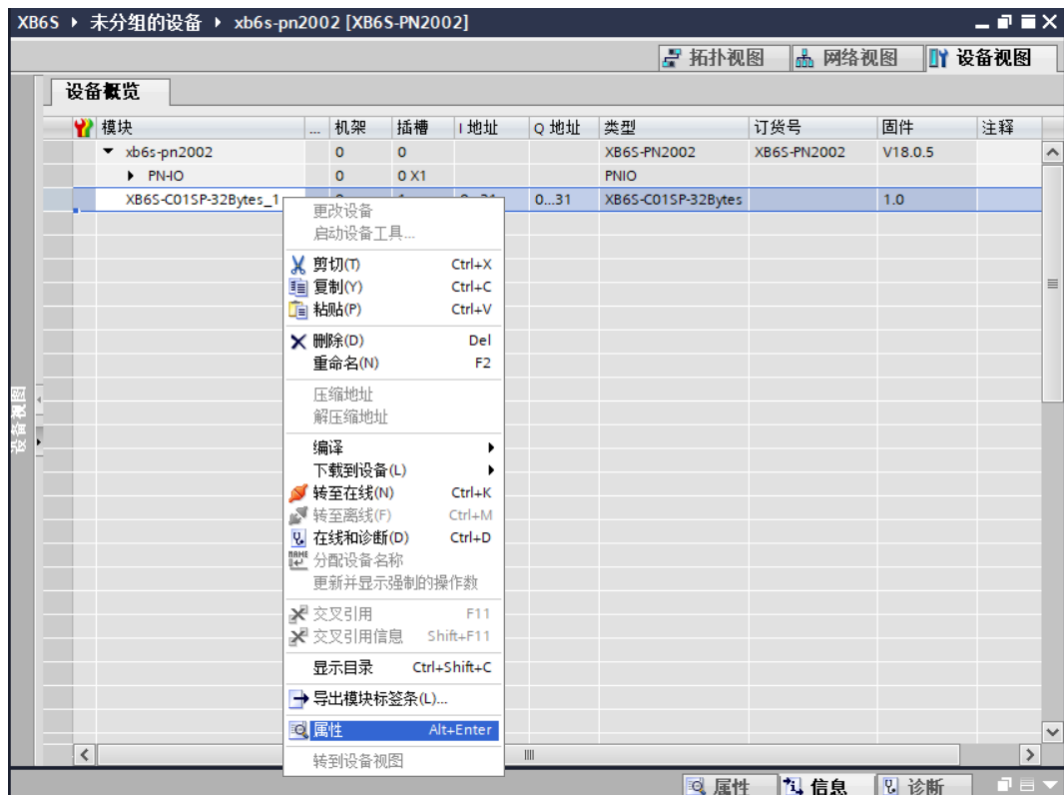 XB6S ▸ 未分组的设备 ▸ xb6s-pn2002 [XB6S-PN2002]
拓扑视图 网络视图 设备视图
设备概览
模块 ... 机架 插槽 I 地址 Q 地址 类型 订货号 固件 注释
xb6s-pn2002 0 0 XB6S-PN2002 XB6S-PN2002 V18.0.5
PN-IO 0 0 X1 PNIO
XB6S-C01SP-32Bytes_1 0...31 XB6S-C01SP-32Bytes 1.0
更改设备
启动设备工具...
剪切(T) Ctrl+X
复制(Y) Ctrl+C
粘贴(P) Ctrl+V
删除(D) Del
重命名(N) F2
压缩地址
解压缩地址
编译
下载到设备(L)
转至在线(N) Ctrl+K
转至离线(F) Ctrl+M
在线和诊断(D) Ctrl+D
分配设备名称
更新并显示强制的操作数
交叉引用 F11
交叉引用信息 Shift+F11
显示目录 Ctrl+Shift+C
导出模块标签条(L)...
属性 Alt+Enter
转到设备视图
设备视图
属性 信息 诊断